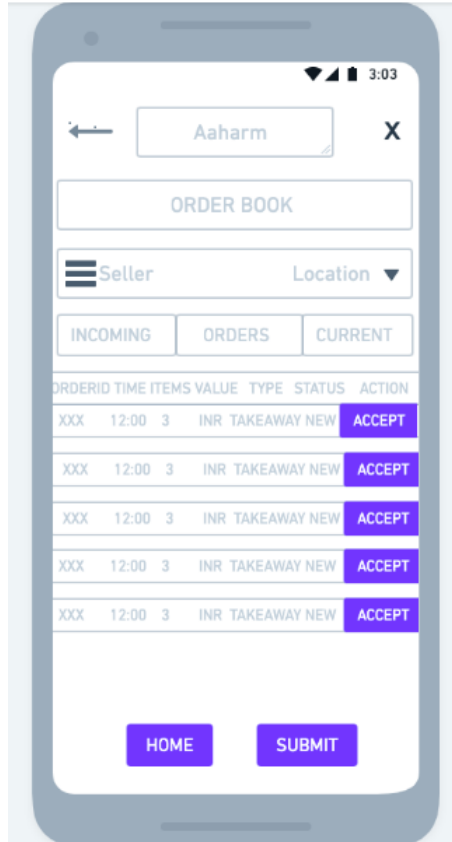 3:03
Aaharm X
ORDER BOOK
Seller Location
INCOMING ORDERS CURRENT
ORDERID TIME ITEMS VALUE TYPE STATUS ACTION
XXX 12:00 3 INR TAKEAWAY NEW ACCEPT
XXX 12:00 3 INR TAKEAWAY NEW ACCEPT
XXX 12:00 3 INR TAKEAWAY NEW ACCEPT
XXX 12:00 3 INR TAKEAWAY NEW ACCEPT
XXX 12:00 3 INR TAKEAWAY NEW ACCEPT
HOME SUBMIT